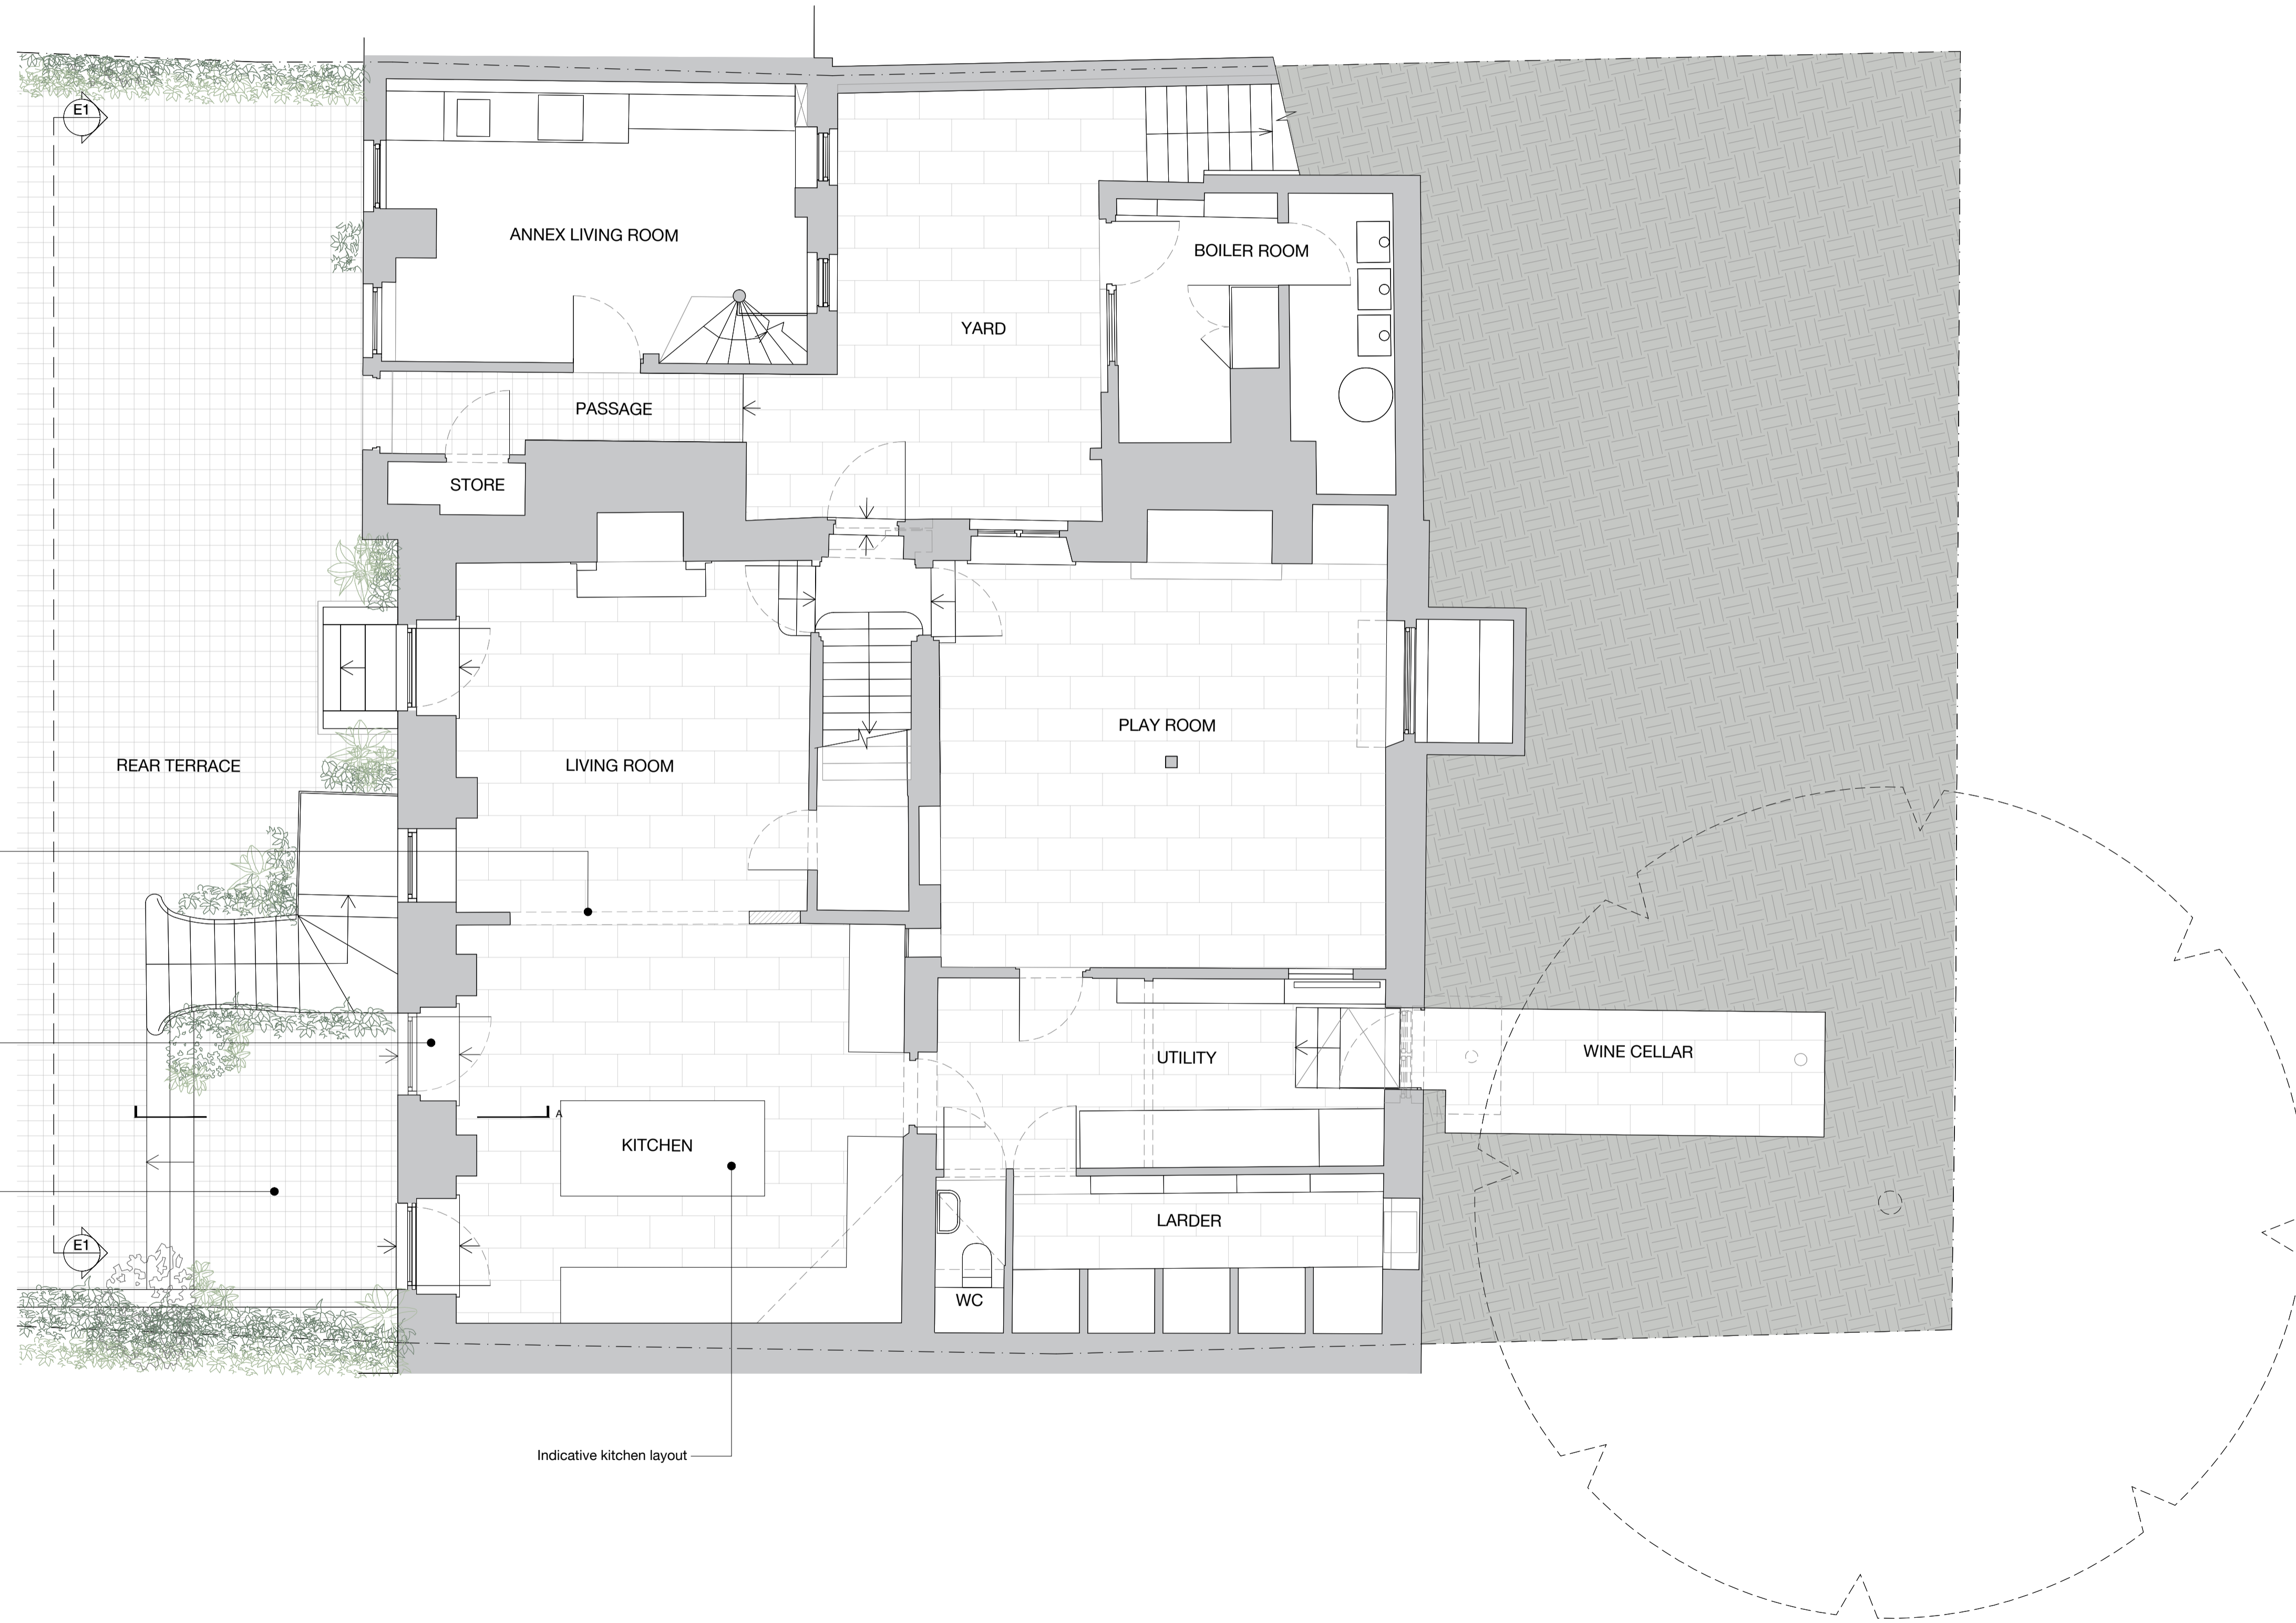 E1
ANNEX LIVING ROOM
BOILER ROOM
YARD
PASSAGE
STORE
PLAY ROOM
REAR TERRACE
LIVING ROOM
WINE CELLAR
UTILITY
A
KITCHEN
LARDER
E1
WC
Indicative kitchen layout